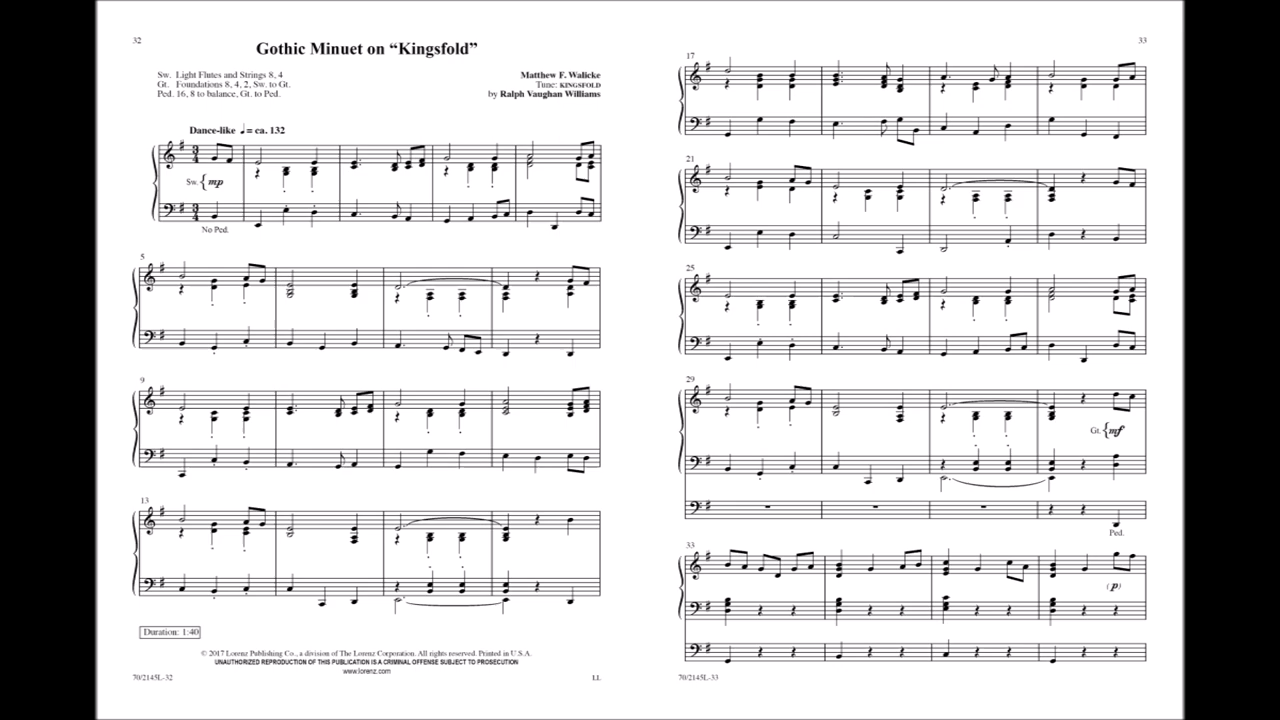 32
Gothic Minuet on “Kingsfold”
Sw. Light Flutes and Strings 8, 4
Gt. Foundations 8, 4, 2, Sw. to Gt.
Ped. 16, 8 to balance, Gt. to Ped.
Matthew F. Walicke
Tune: KINGSFOLD
by Ralph Vaughan Williams
Dance-like ♩= ca. 132
Sw. mp
No Ped.
5
9
13
Duration: 1:40
© 2017 Lorenz Publishing Co., a division of The Lorenz Corporation. All rights reserved. Printed in U.S.A.
UNAUTHORIZED REPRODUCTION OF THIS PUBLICATION IS A CRIMINAL OFFENSE SUBJECT TO PROSECUTION
www.lorenz.com
70/2145L-32
LL
33
17
21
25
29
Gt. mf
Ped.
33
(p)
70/2145L-33